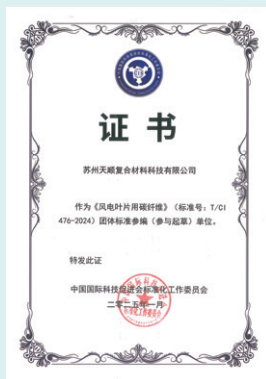 证书
苏州天顺复合材料科技有限公司
作为《风电叶片用碳纤维》（标准号：T/CI
476-2024）团体标准参编（参与起草）单位。
特发此证
中国国际科技促进会标准化工作委员会
二零二五年一月